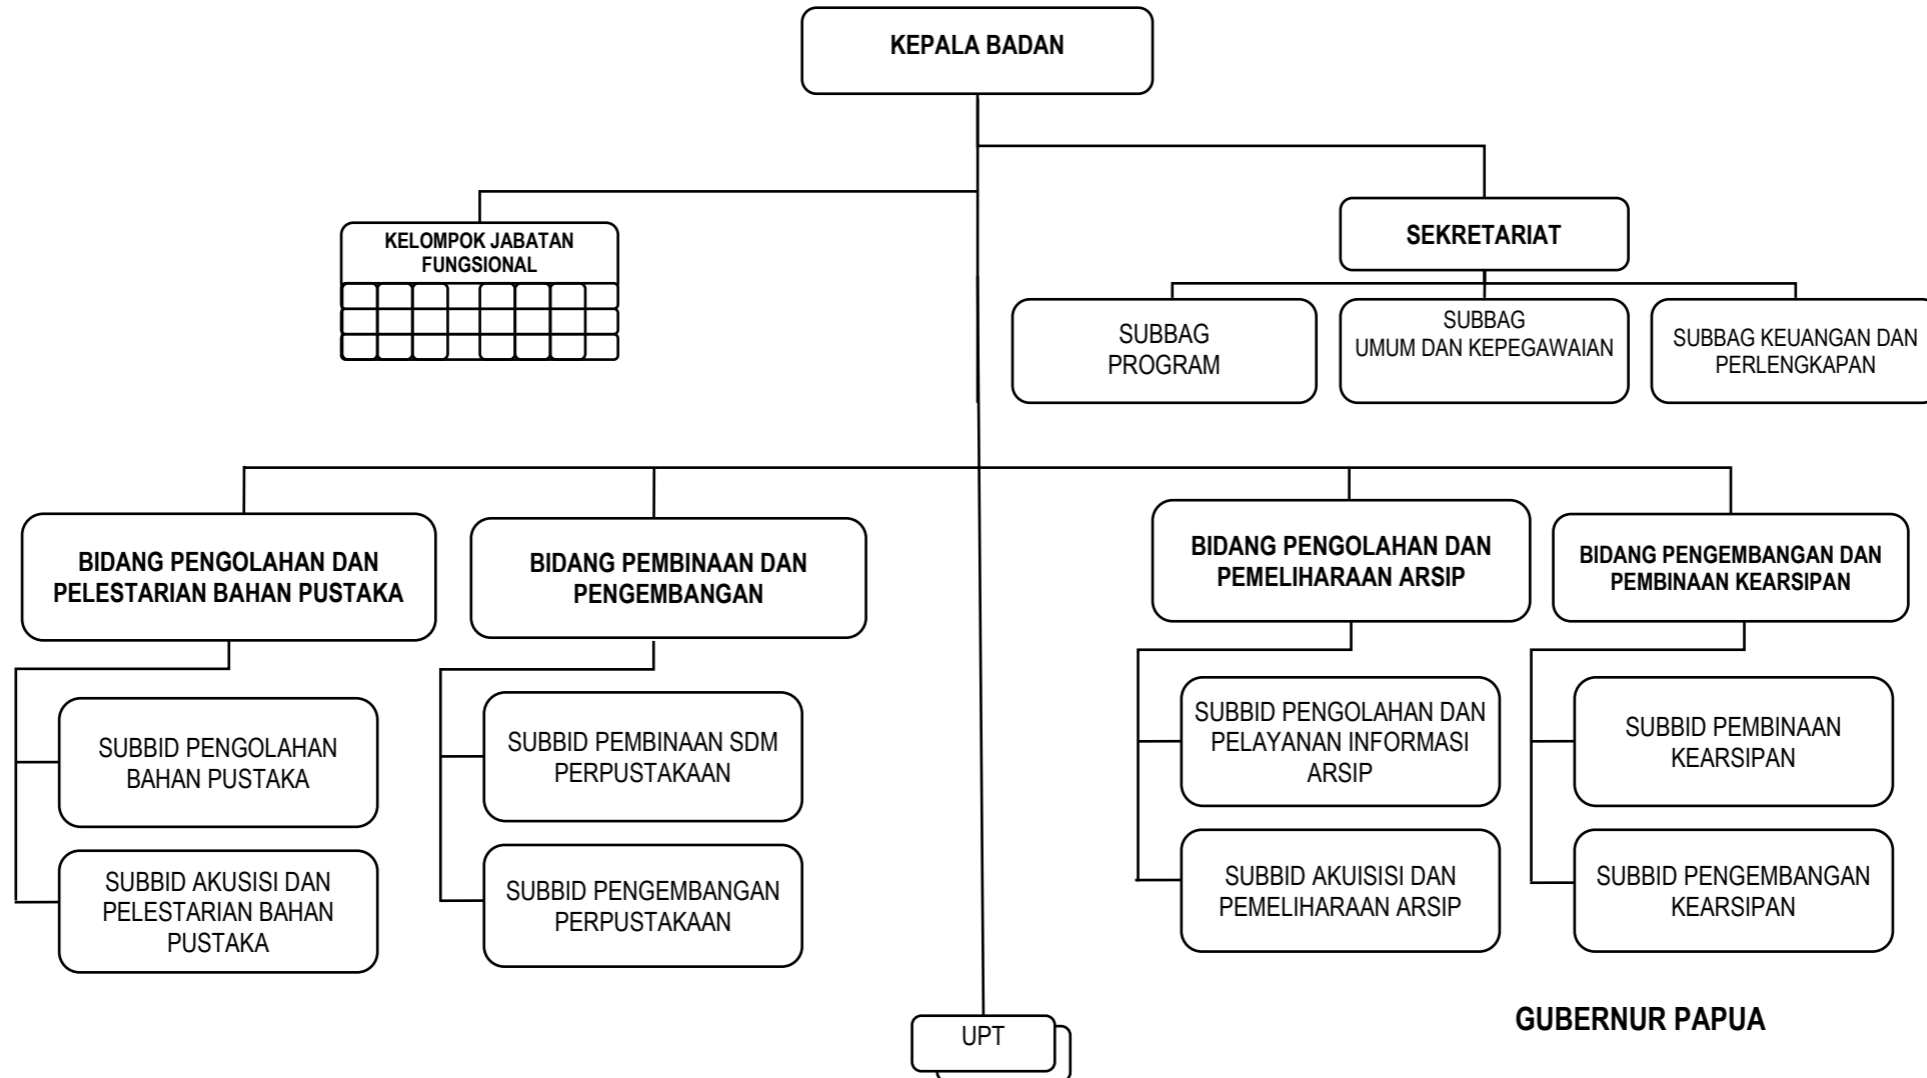 KEPALA BADAN
KELOMPOK JABATAN
FUNGSIONAL
SEKRETARIAT
SUBBAG
PROGRAM
SUBBAG
UMUM DAN KEPEGAWAIAN
SUBBAG KEUANGAN DAN
PERLENGKAPAN
BIDANG PENGOLAHAN DAN
PELESTARIAN BAHAN PUSTAKA
BIDANG PEMBINAAN DAN
PENGEMBANGAN
BIDANG PENGOLAHAN DAN
PEMELIHARAAN ARSIP
BIDANG PENGEMBANGAN DAN
PEMBINAAN KEARSIPAN
SUBBID PENGOLAHAN
BAHAN PUSTAKA
SUBBID PEMBINAAN SDM
PERPUSTAKAAN
SUBBID PENGOLAHAN DAN
PELAYANAN INFORMASI
ARSIP
SUBBID PEMBINAAN
KEARSIPAN
SUBBID AKUSISI DAN
PELESTARIAN BAHAN
PUSTAKA
SUBBID PENGEMBANGAN
PERPUSTAKAAN
SUBBID AKUISISI DAN
PEMELIHARAAN ARSIP
SUBBID PENGEMBANGAN
KEARSIPAN
GUBERNUR PAPUA
UPT